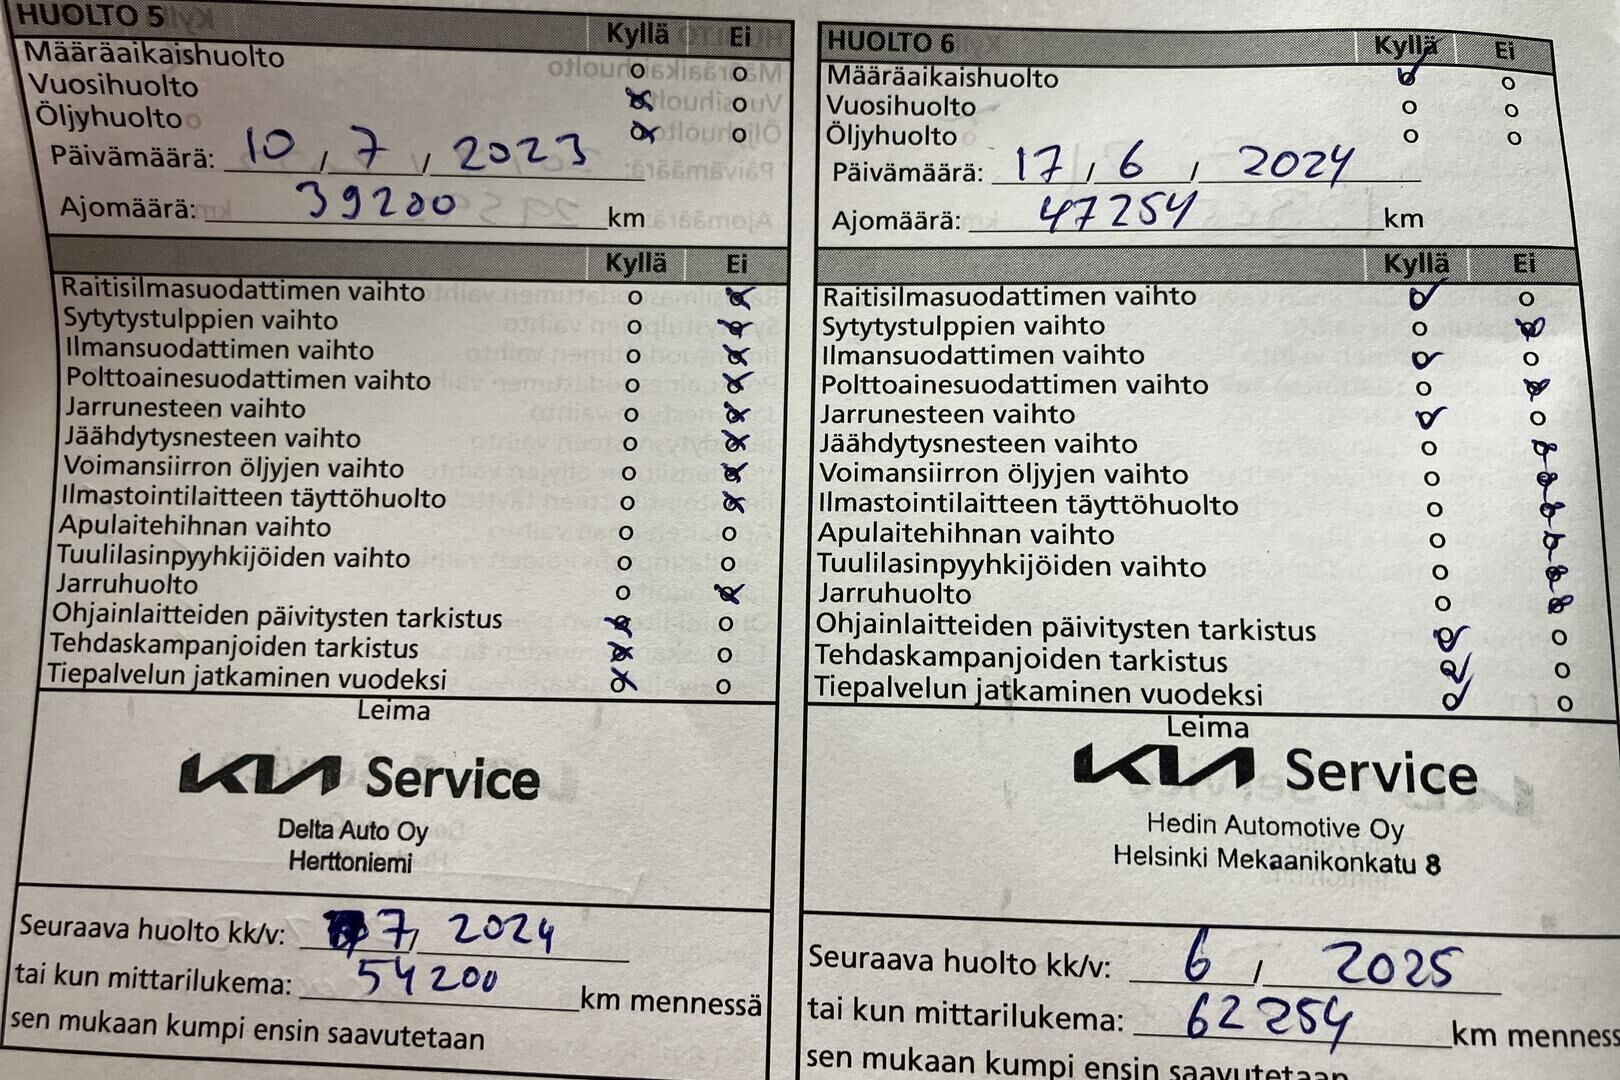 HUOLTO 5 Kyllä Ei
Määräaikaishuolto
Vuosihuolto
Öljyhuolto
Päivämäärä: 10 / 7 / 2023
Ajomäärä: 39200 km
Kyllä Ei
Raitisilmasuodattimen vaihto
Sytytystulppien vaihto
Ilmansuodattimen vaihto
Polttoainesuodattimen vaihto
Jarrunesteen vaihto
Jäähdytysnesteen vaihto
Voimansiirron öljyjen vaihto
Ilmastointilaitteen täyttöhuolto
Apulaitehihnan vaihto
Tuulilasinpyyhkijöiden vaihto
Jarruhuolto
Ohjainlaitteiden päivitysten tarkistus
Tehdaskampanjoiden tarkistus
Tiepalvelun jatkaminen vuodeksi
Leima
KIA Service
Delta Auto Oy
Herttoniemi
Seuraava huolto kk/v: 7 / 2024
tai kun mittarilukema: 54200 km mennessä
sen mukaan kumpi ensin saavutetaan
HUOLTO 6 Kyllä Ei
Määräaikaishuolto
Vuosihuolto
Öljyhuolto
Päivämäärä: 17 / 6 / 2024
Ajomäärä: 47254 km
Kyllä Ei
Raitisilmasuodattimen vaihto
Sytytystulppien vaihto
Ilmansuodattimen vaihto
Polttoainesuodattimen vaihto
Jarrunesteen vaihto
Jäähdytysnesteen vaihto
Voimansiirron öljyjen vaihto
Ilmastointilaitteen täyttöhuolto
Apulaitehihnan vaihto
Tuulilasinpyyhkijöiden vaihto
Jarruhuolto
Ohjainlaitteiden päivitysten tarkistus
Tehdaskampanjoiden tarkistus
Tiepalvelun jatkaminen vuodeksi
Leima
KIA Service
Hedin Automotive Oy
Helsinki Mekaanikonkatu 8
Seuraava huolto kk/v: 6 / 2025
tai kun mittarilukema: 62254 km menness
sen mukaan kumpi ensin saavutetaan